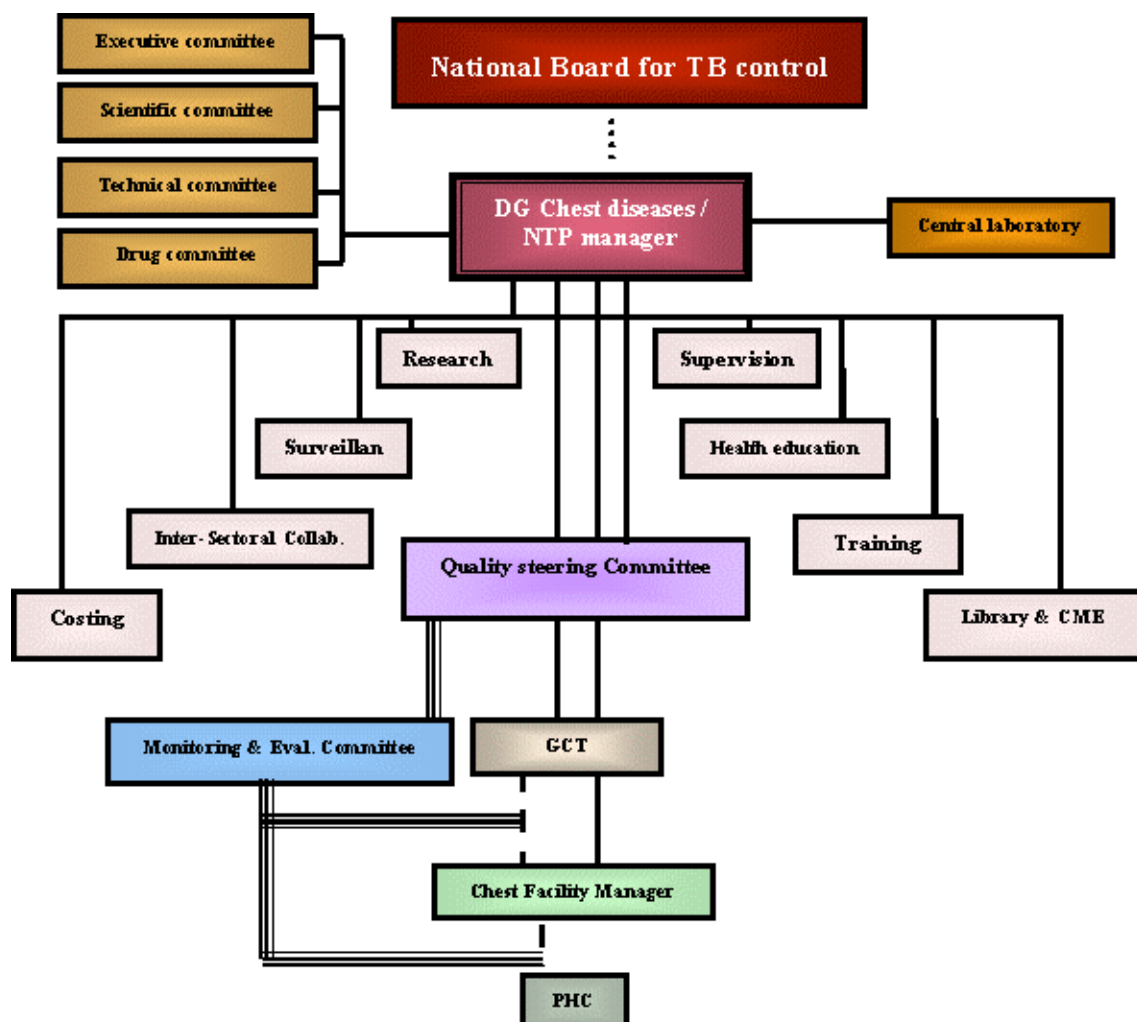 Executive committee
National Board for TB control
Scientific committee
Technical committee
DG Chest diseases /
NTP manager
Central laboratory
Drug committee
Research
Supervision
Surveillan
Health education
Inter-Sectoral Collab.
Training
Quality steering Committee
Costing
Library & CME
Monitoring & Eval. Committee
GCT
Chest Facility Manager
PHC